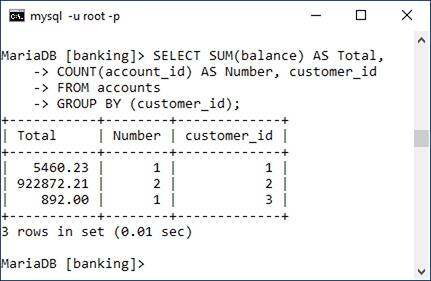 mysql -u root -p
MariaDB [banking]> SELECT SUM(balance) AS Total,
    -> COUNT(account_id) AS Number, customer_id
    -> FROM accounts
    -> GROUP BY (customer_id);
+-----------+--------+-------------+
| Total     | Number | customer_id |
+-----------+--------+-------------+
|   5460.23 |      1 |           1 |
| 922872.21 |      2 |           2 |
|    892.00 |      1 |           3 |
+-----------+--------+-------------+
3 rows in set (0.01 sec)
MariaDB [banking]>